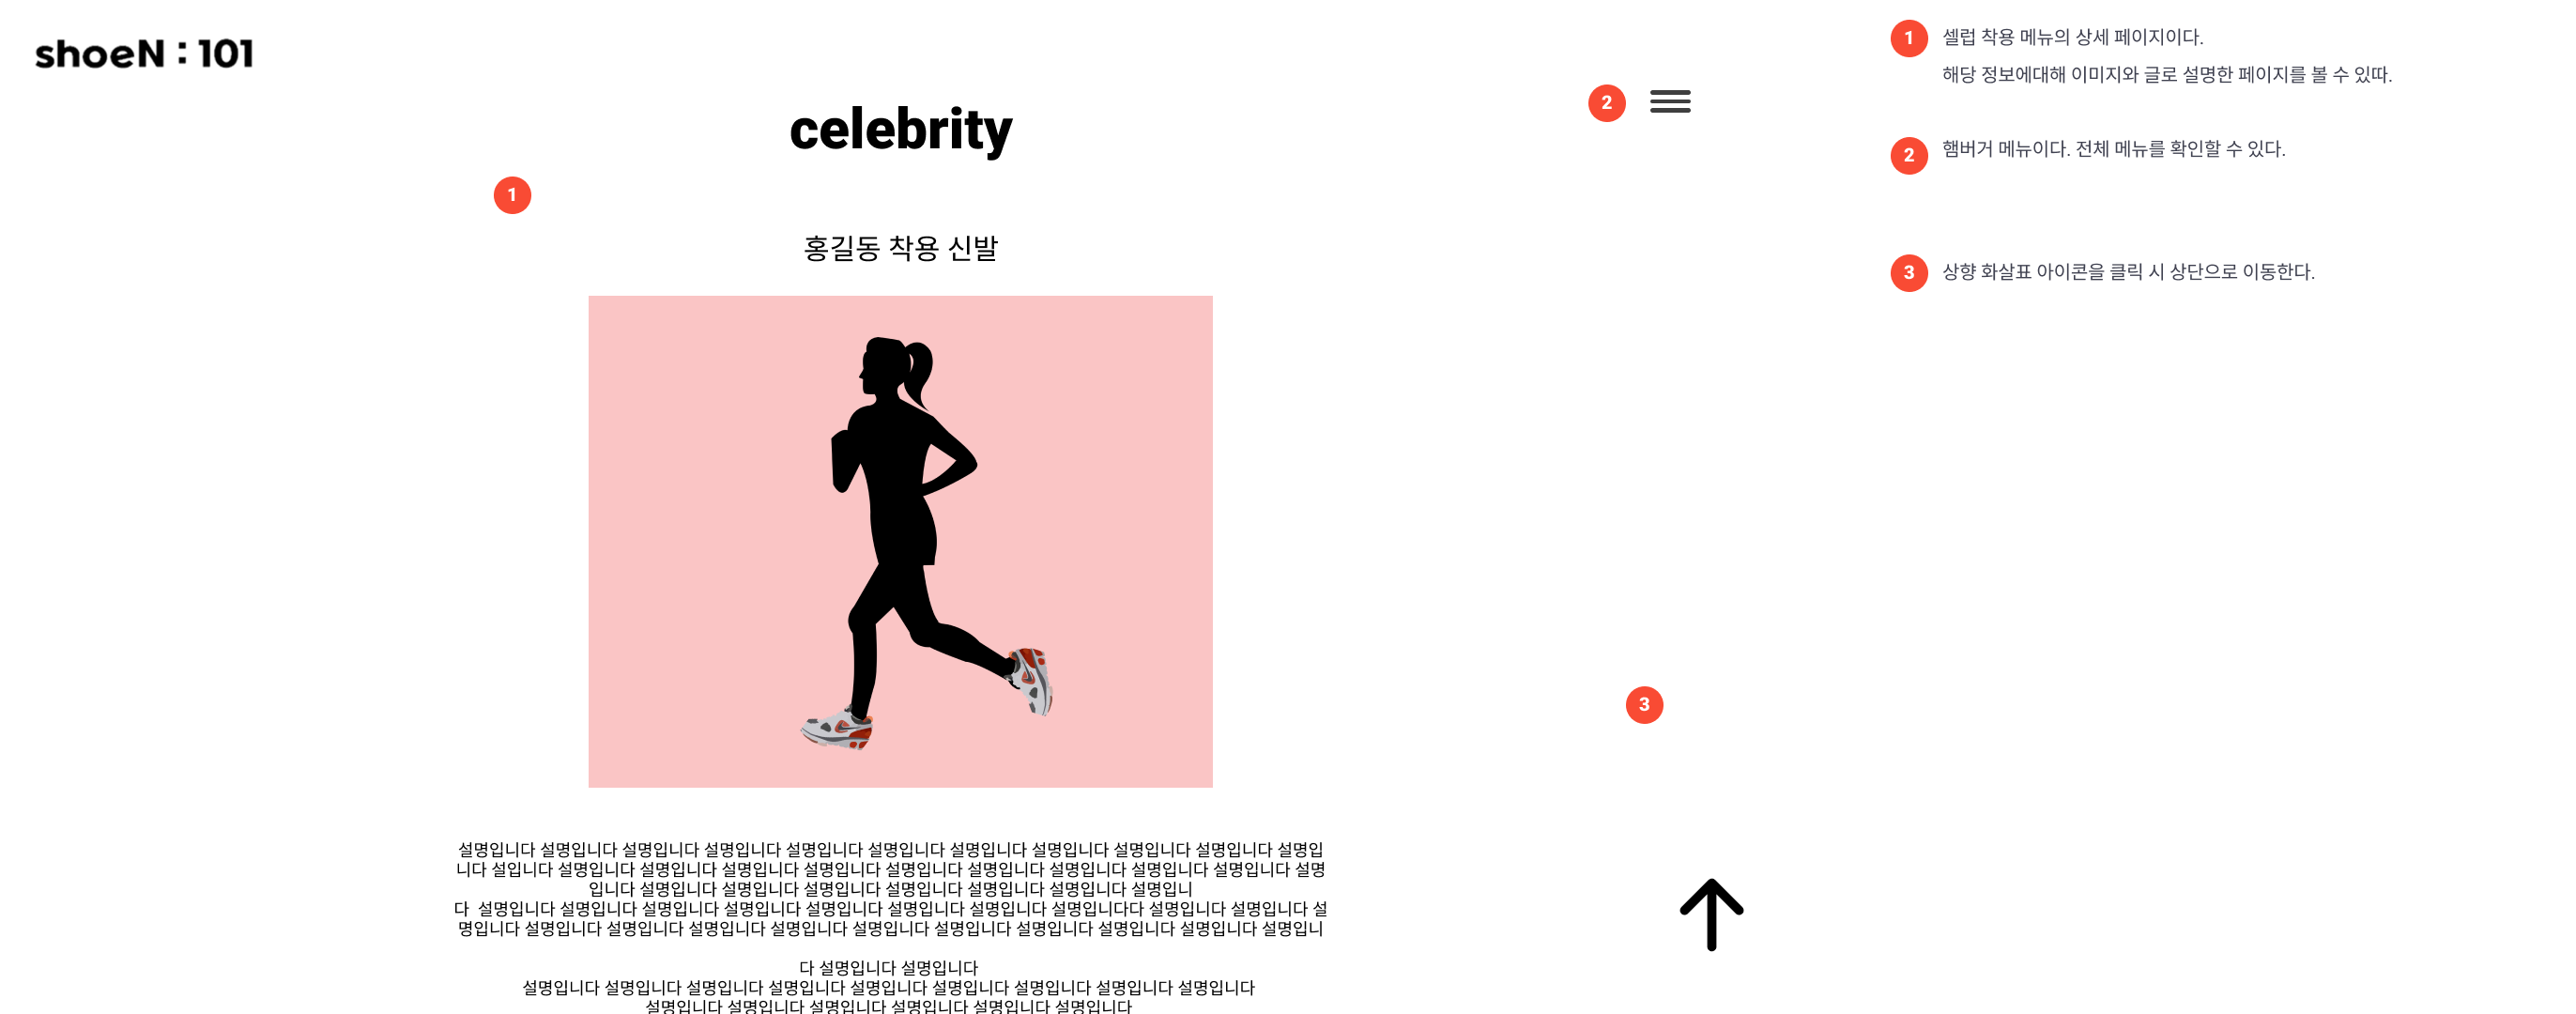 shoeN : 101
celebrity
2
1
홍길동 착용 신발
3
설명입니다 설명입니다 설명입니다 설명입니다 설명입니다 설명입니다 설명입니다 설명입니다 설명입니다 설명입니다 설명입
니다 설입니다 설명입니다 설명입니다 설명입니다 설명입니다 설명입니다 설명입니다 설명입니다 설명입니다 설명입니다 설명
입니다 설명입니다 설명입니다 설명입니다 설명입니다 설명입니다 설명입니다 설명입니
다  설명입니다 설명입니다 설명입니다 설명입니다 설명입니다 설명입니다 설명입니다 설명입니다다 설명입니다 설명입니다 설
명입니다 설명입니다 설명입니다 설명입니다 설명입니다 설명입니다 설명입니다 설명입니다 설명입니다 설명입니다 설명입니
다 설명입니다 설명입니다
설명입니다 설명입니다 설명입니다 설명입니다 설명입니다 설명입니다 설명입니다 설명입니다 설명입니다
설명입니다 설명입니다 설명입니다 설명입니다 설명입니다 설명입니다
1 셀럽 착용 메뉴의 상세 페이지이다.
해당 정보에대해 이미지와 글로 설명한 페이지를 볼 수 있따.
2 햄버거 메뉴이다. 전체 메뉴를 확인할 수 있다.
3 상향 화살표 아이콘을 클릭 시 상단으로 이동한다.